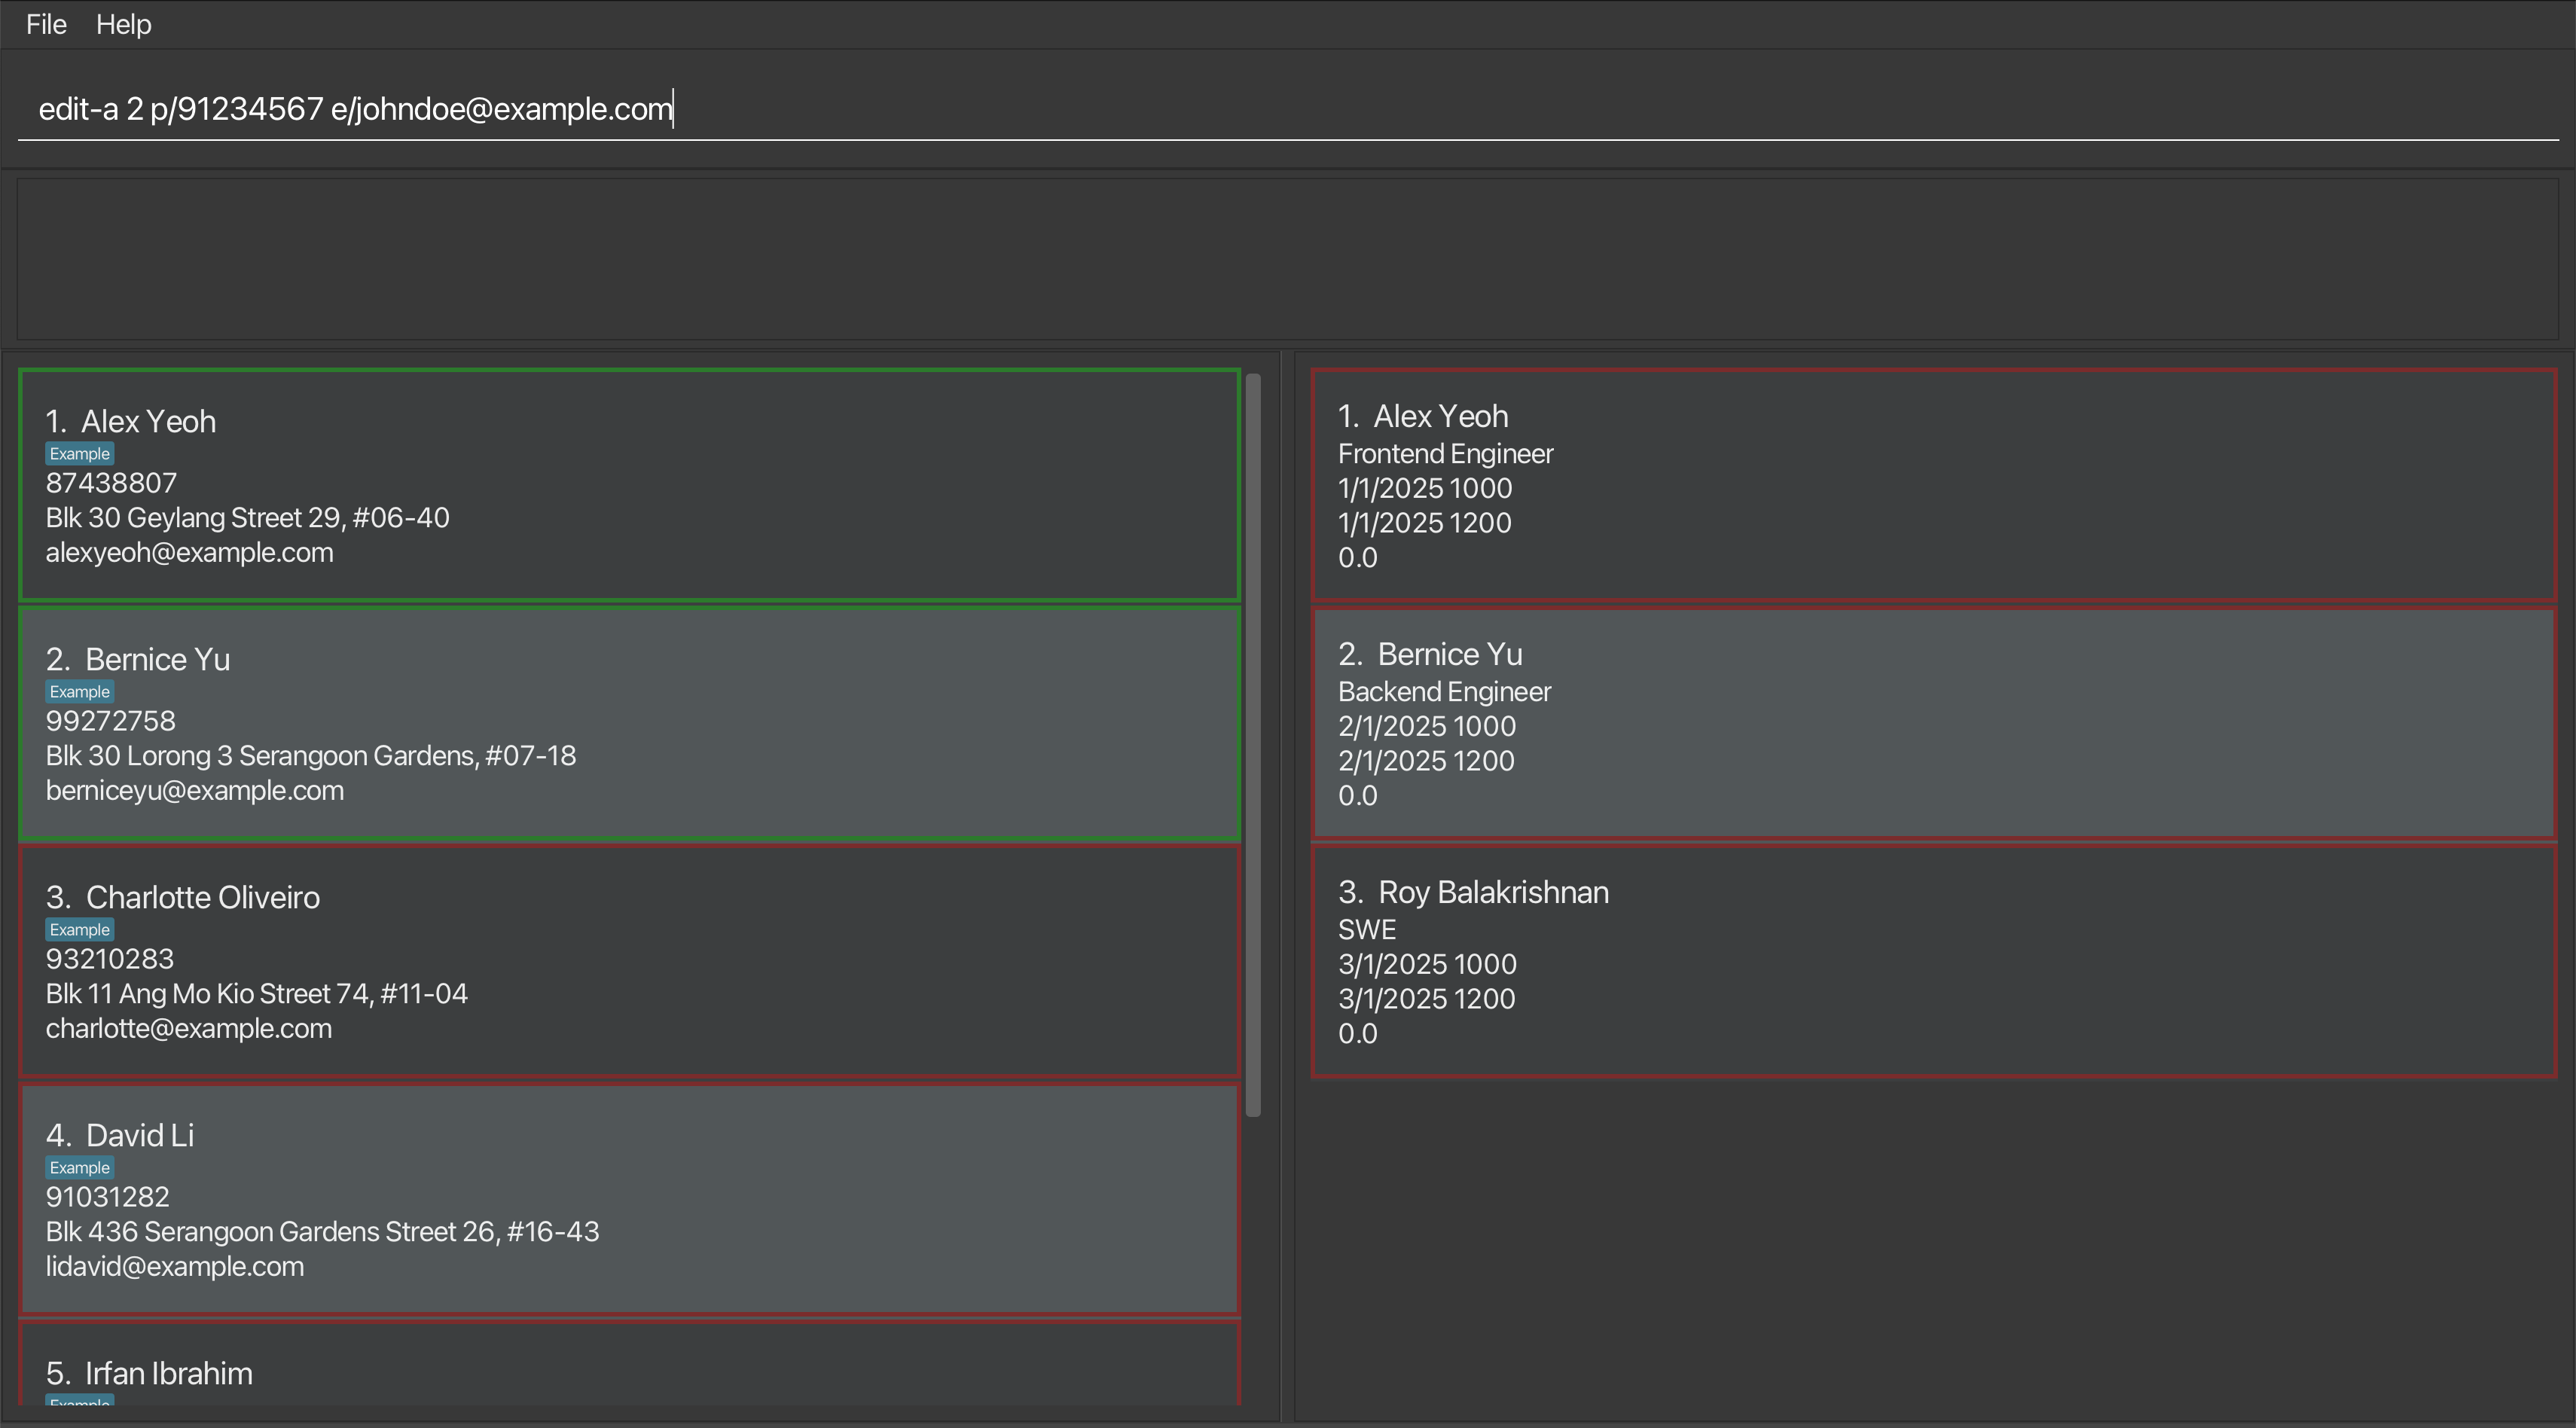 File Help
edit-a 2 p/91234567 e/johndoe@example.com
1. Alex Yeoh
Example
87438807
Blk 30 Geylang Street 29, #06-40
alexyeoh@example.com
2. Bernice Yu
Example
99272758
Blk 30 Lorong 3 Serangoon Gardens, #07-18
berniceyu@example.com
3. Charlotte Oliveiro
Example
93210283
Blk 11 Ang Mo Kio Street 74, #11-04
charlotte@example.com
4. David Li
Example
91031282
Blk 436 Serangoon Gardens Street 26, #16-43
lidavid@example.com
5. Irfan Ibrahim
Example
1. Alex Yeoh
Frontend Engineer
1/1/2025 1000
1/1/2025 1200
0.0
2. Bernice Yu
Backend Engineer
2/1/2025 1000
2/1/2025 1200
0.0
3. Roy Balakrishnan
SWE
3/1/2025 1000
3/1/2025 1200
0.0